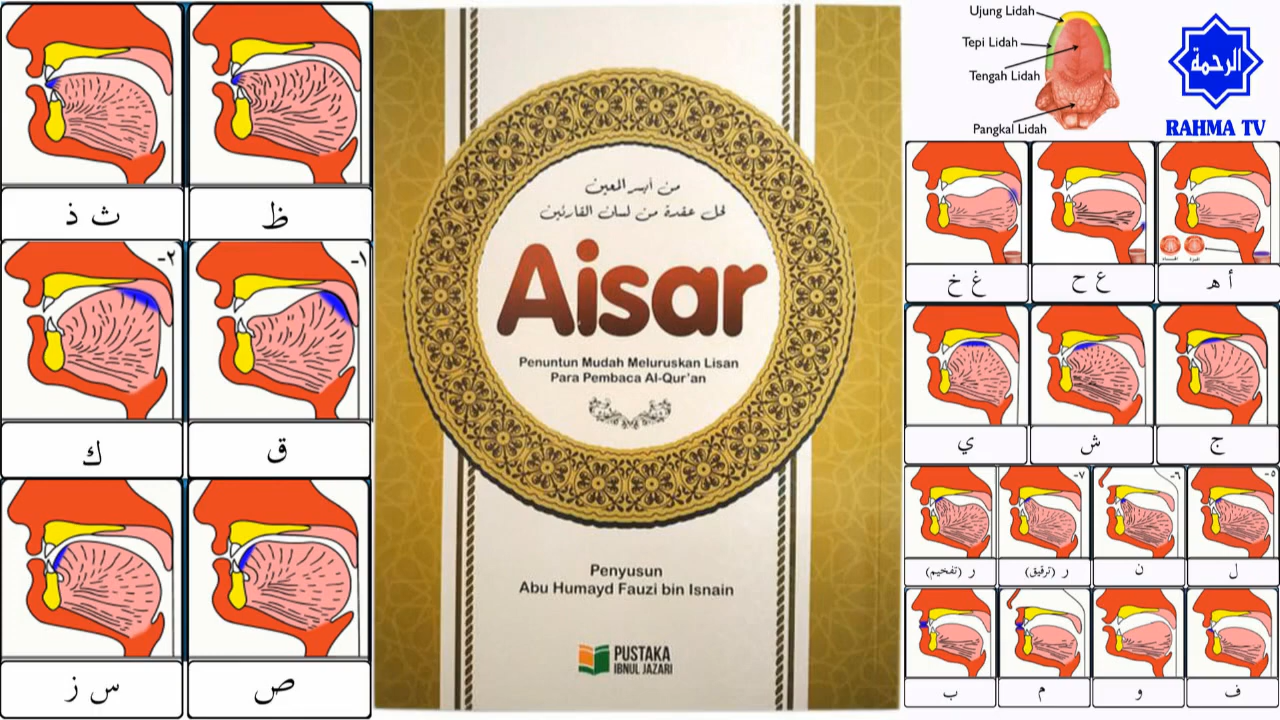 ث ذ
ظ
٢-
١-
ك
ق
س ز
ص
من أيسر المعين
لحل عقدة من لسان القارئين
Aisar
Penuntun Mudah Meluruskan Lisan
Para Pembaca Al-Qur'an
Penyusun
Abu Humayd Fauzi bin Isnain
PUSTAKA
IBNUL JAZARI
Ujung Lidah
Tepi Lidah
Tengah Lidah
Pangkal Lidah
الرحمة
RAHMA TV
غ خ
ع ح
أ ه
ي
ش
ج
٧-
٦-
٥-
ر (تفخيم)
ر (ترقيق)
ن
ل
ب
م
و
ف